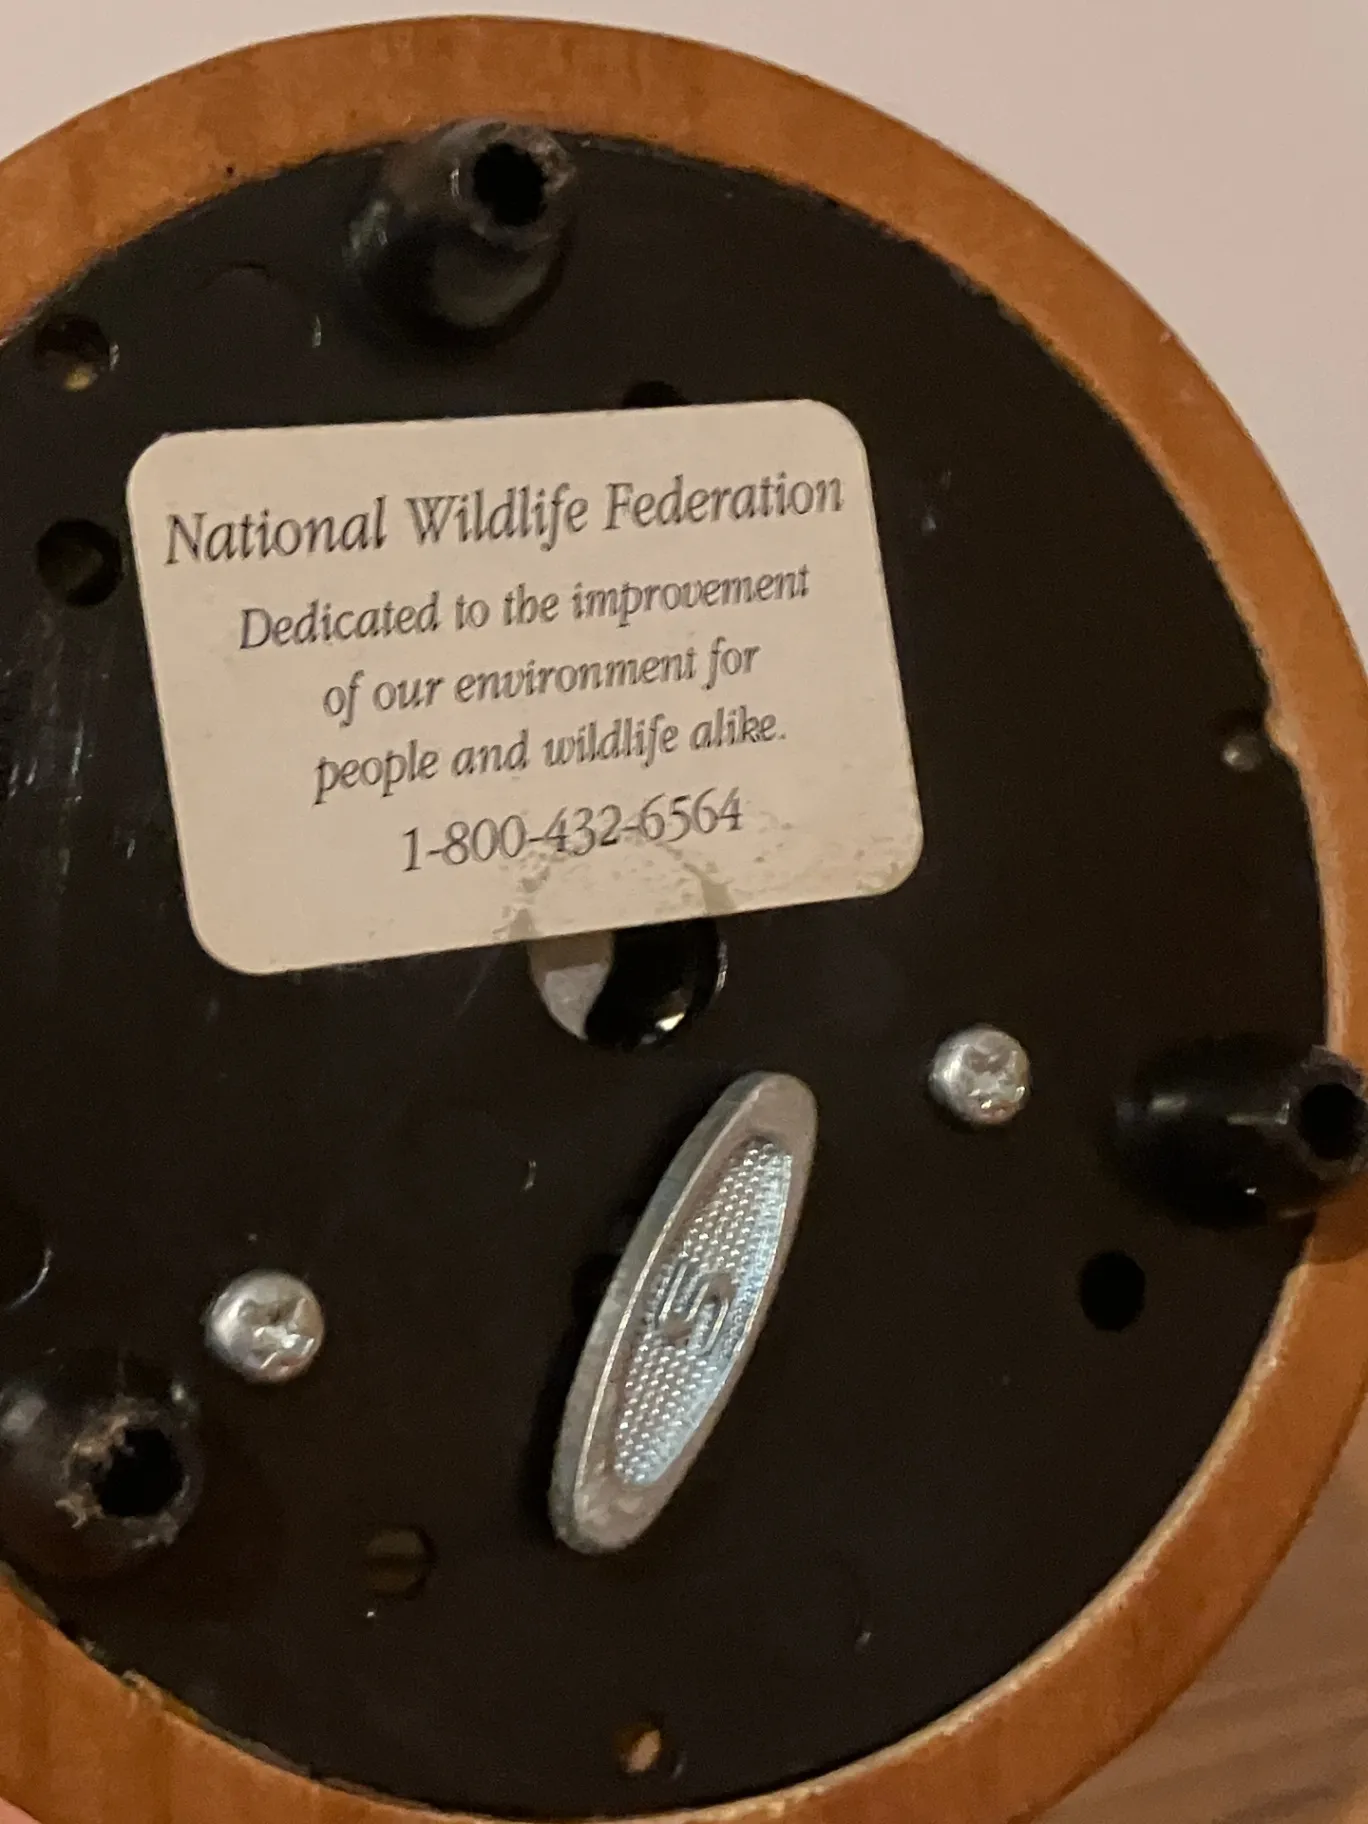 National Wildlife Federation
Dedicated to the improvement
of our environment for
people and wildlife alike.
1-800-432-6564